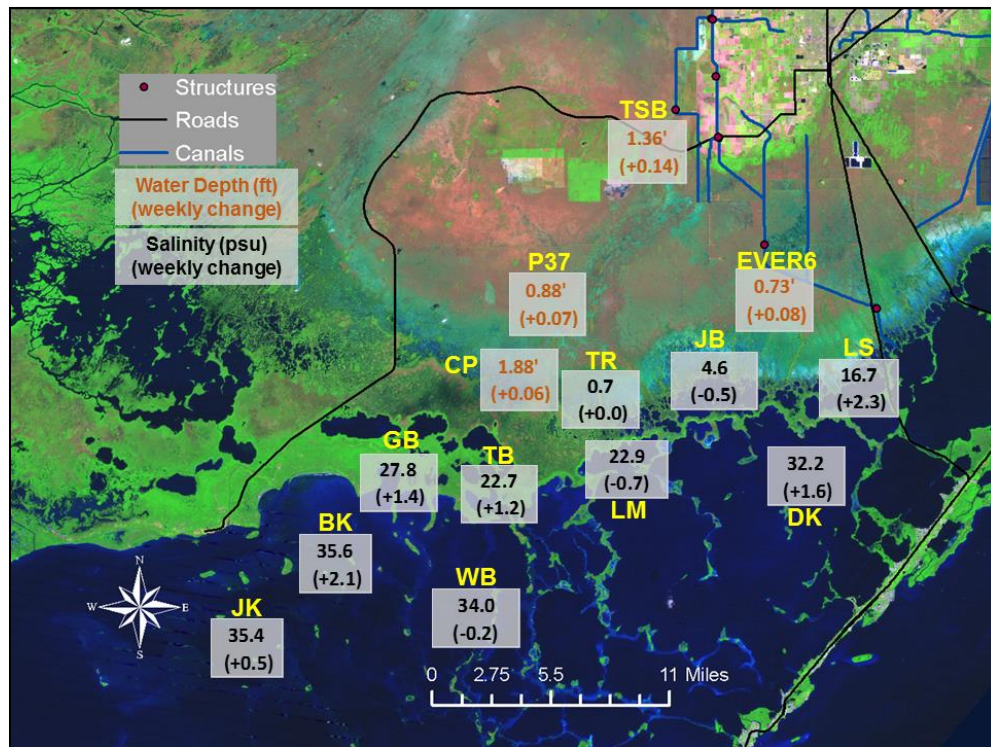 Structures
Roads
Canals
Water Depth (ft)
(weekly change)
Salinity (psu)
(weekly change)
TSB
1.36'
(+0.14)
P37
0.88'
(+0.07)
EVER6
0.73'
(+0.08)
CP
1.88'
(+0.06)
TR
0.7
(+0.0)
JB
4.6
(-0.5)
LS
16.7
(+2.3)
GB
27.8
(+1.4)
TB
22.7
(+1.2)
22.9
(-0.7)
LM
32.2
(+1.6)
DK
BK
35.6
(+2.1)
WB
34.0
(-0.2)
JK
35.4
(+0.5)
N
W E
S
0 2.75 5.5 11 Miles